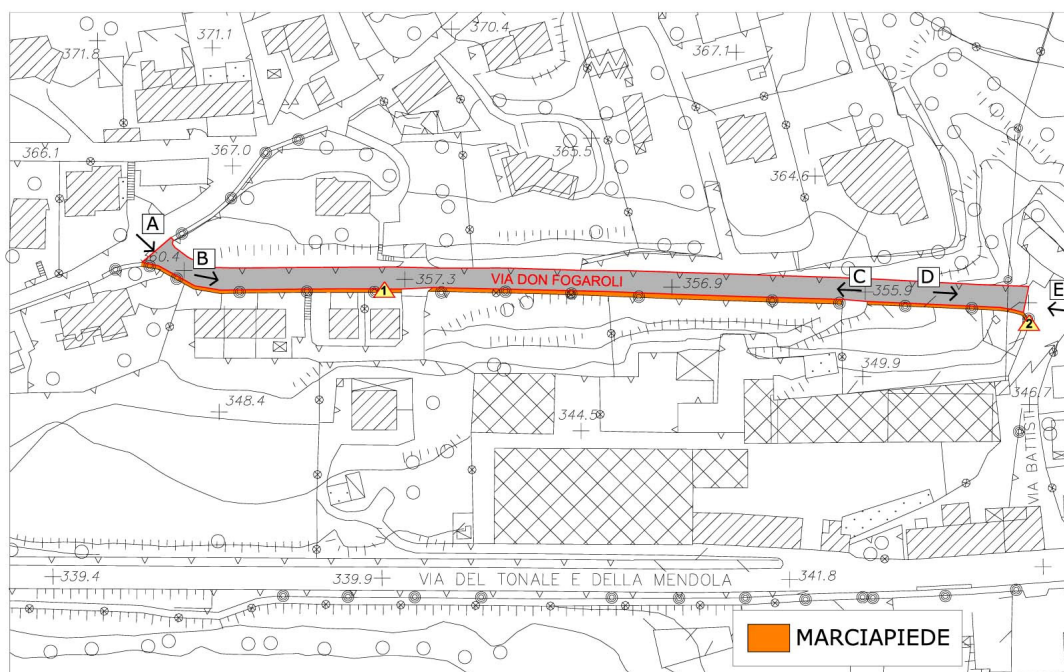 370.4
371.1
371.8
367.1
365.5
366.1
367.0
364.6
A
B
360.4
357.3
VIA DON FOGAROLI
356.9
C
D
355.9
E
1
2
349.9
348.4
344.5
346.7
VIA BATTISTI
339.4
339.9
VIA DEL TONALE E DELLA MENDOLA
341.8
MARCIAPIEDE